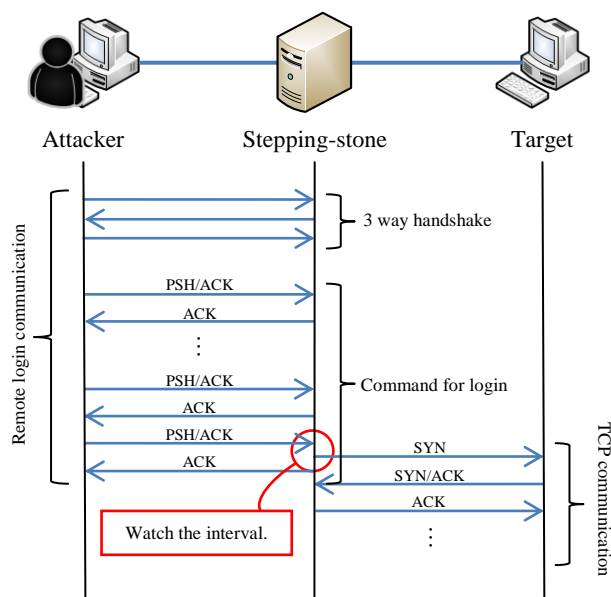 Attacker
Stepping-stone
Target
Remote login communication
3 way handshake
PSH/ACK
ACK
⋮
PSH/ACK
Command for login
ACK
PSH/ACK
SYN
ACK
SYN/ACK
ACK
Watch the interval.
⋮
TCP communication